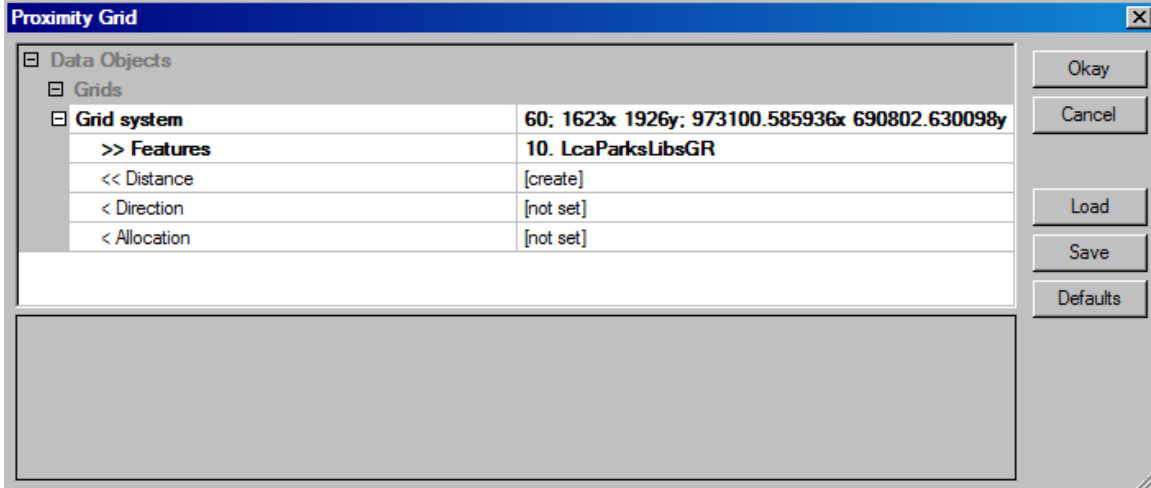 Proximity Grid
Data Objects
Grids
Grid system 60; 1623x 1926y; 973100.585936x 690802.630098y
>> Features 10. LcaParksLibsGR
<< Distance [create]
< Direction [not set]
< Allocation [not set]
Okay
Cancel
Load
Save
Defaults